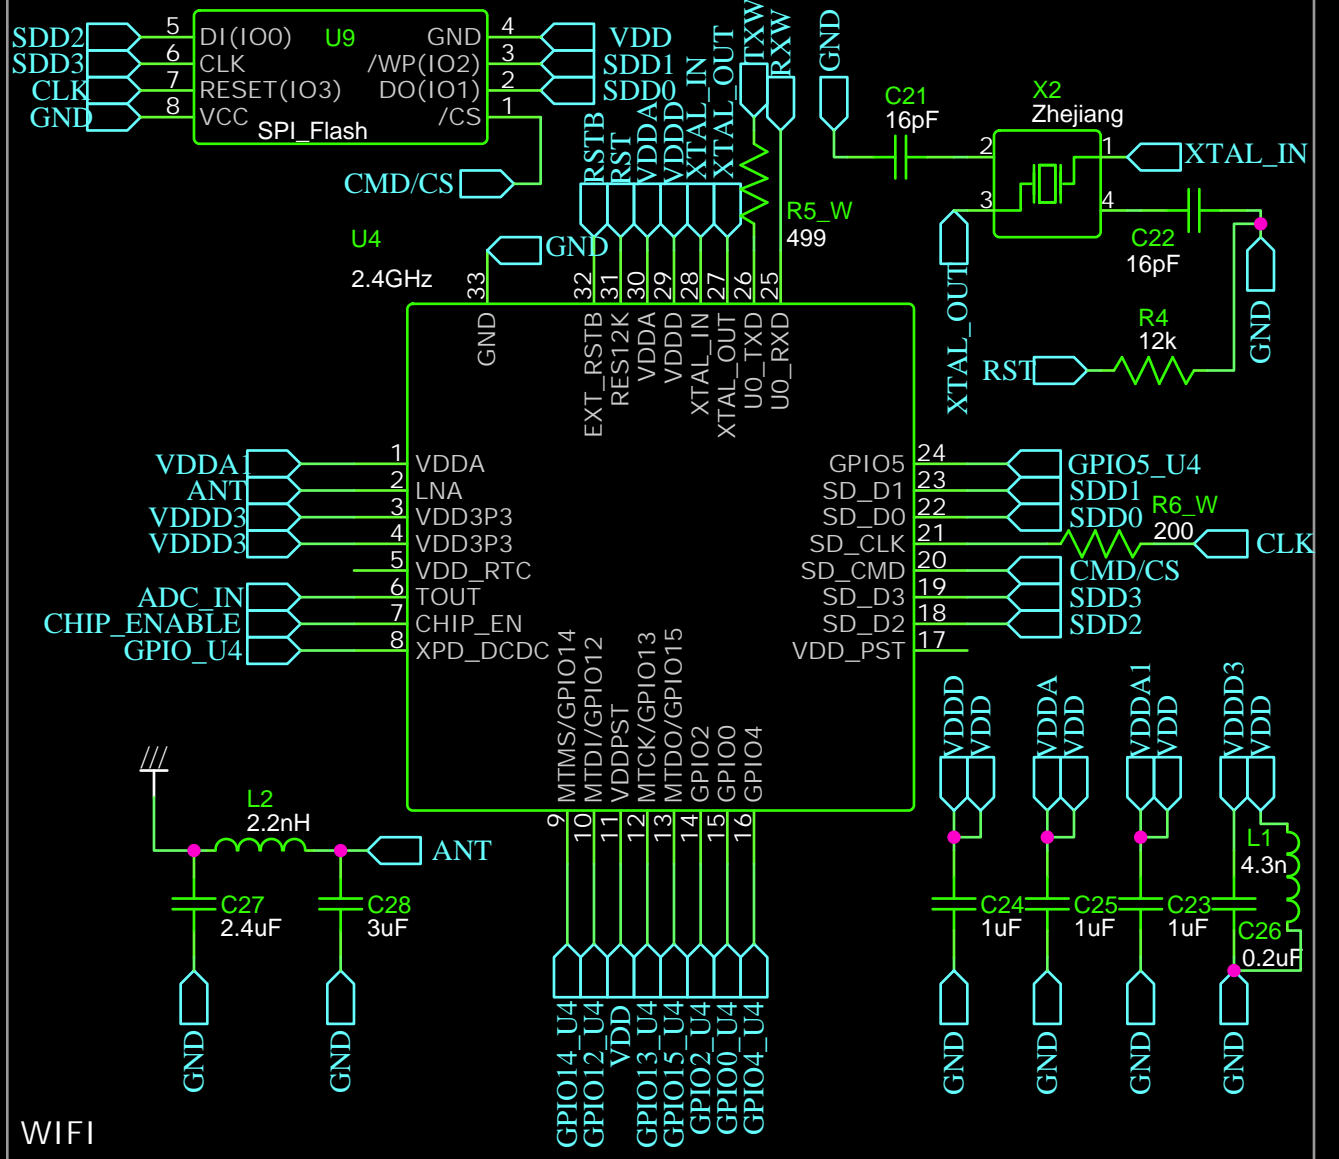 SDD2
5
DI(IO0)
U9
GND
4
VDD
SDD3
6
CLK
/WP(IO2)
3
SDD1
CLK
7
RESET(IO3)
DO(IO1)
2
SDD0
GND
8
VCC
/CS
1
SPI_Flash
CMD/CS
RSTB
RST
VDDA
VDDD
XTAL_IN
XTAL_OUT
TXW
RXW
GND
C21
16pF
X2
Zhejiang
2
1
XTAL_IN
3
4
R5_W
499
C22
16pF
XTAL_OUT
GND
R4
12k
RST
U4
2.4GHz
GND
33
32
31
30
29
28
27
26
25
GND
EXT_RSTB
RES12K
VDDA
VDDD
XTAL_IN
XTAL_OUT
U0_TXD
U0_RXD
VDDA1
1
VDDA
ANT
2
LNA
VDDD3
3
VDD3P3
VDDD3
4
VDD3P3
5
VDD_RTC
ADC_IN
6
TOUT
CHIP_ENABLE
7
CHIP_EN
GPIO_U4
8
XPD_DCDC
GPIO5
24
GPIO5_U4
SD_D1
23
SDD1
SD_D0
22
SDD0
R6_W
200
SD_CLK
21
CLK
SD_CMD
20
CMD/CS
SD_D3
19
SDD3
SD_D2
18
SDD2
VDD_PST
17
MTMS/GPIO14
MTDI/GPIO12
VDDPST
MTCK/GPIO13
MTDO/GPIO15
GPIO2
GPIO0
GPIO4
9
10
11
12
13
14
15
16
GPIO14_U4
GPIO12_U4
VDD
GPIO13_U4
GPIO15_U4
GPIO2_U4
GPIO0_U4
GPIO4_U4
L2
2.2nH
ANT
C27
2.4uF
C28
3uF
GND
GND
VDDD
VDD
VDDA
VDD
VDDA1
VDD
VDDD3
VDD
L1
4.3n
C24
1uF
C25
1uF
C23
1uF
C26
0.2uF
GND
GND
GND
GND
WIFI